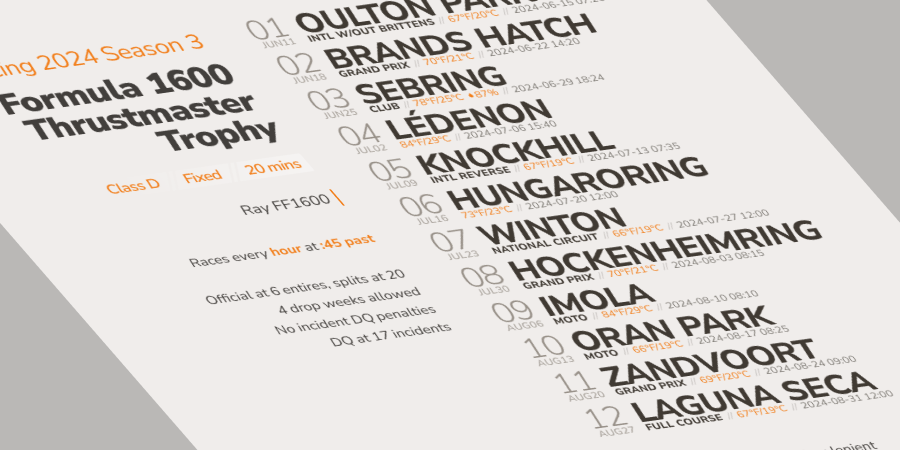 ing 2024 Season 3
Formula 1600
Thrustmaster
Trophy
Class D Fixed 20 mins
Ray FF1600
Races every hour at :45 past
Official at 6 entires, splits at 20
4 drop weeks allowed
No incident DQ penalties
DQ at 17 incidents
01 OULTON PARK
JUN11 INTL W/OUT BRITTENS // 67°F/20°C // 2024-06-15
02 BRANDS HATCH
JUN18 GRAND PRIX // 70°F/21°C // 2024-06-22 14:20
03 SEBRING
JUN25 CLUB // 78°F/25°C 87% // 2024-06-29 18:24
04 LÉDENON
JUL02 84°F/29°C // 2024-07-06 15:40
05 KNOCKHILL
JUL09 INTL REVERSE // 67°F/19°C // 2024-07-13 07:35
06 HUNGARORING
JUL16 73°F/23°C // 2024-07-20 12:00
07 WINTON
JUL23 NATIONAL CIRCUIT // 66°F/19°C // 2024-07-27 12:00
08 HOCKENHEIMRING
JUL30 GRAND PRIX // 70°F/21°C // 2024-08-03 08:15
09 IMOLA
AUG06 MOTO // 84°F/29°C // 2024-08-10 08:10
10 ORAN PARK
AUG13 MOTO // 66°F/19°C // 2024-08-17 08:25
11 ZANDVOORT
AUG20 GRAND PRIX // 69°F/20°C // 2024-08-24 09:00
12 LAGUNA SECA
AUG27 FULL COURSE // 67°F/19°C // 2024-08-31 12:00